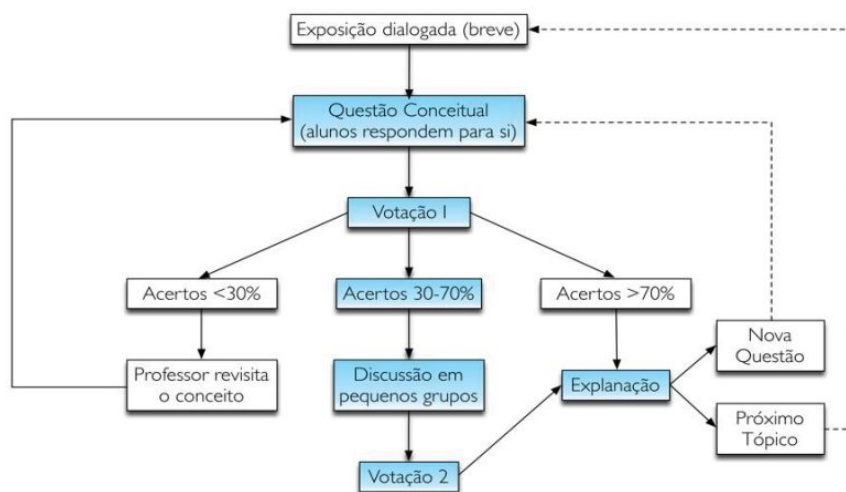 Exposição dialogada (breve)
Questão Conceitual
(alunos respondem para si)
Votação I
Acertos <30%
Acertos 30-70%
Acertos >70%
Professor revisita
o conceito
Discussão em
pequenos grupos
Explanação
Nova
Questão
Próximo
Tópico
Votação 2